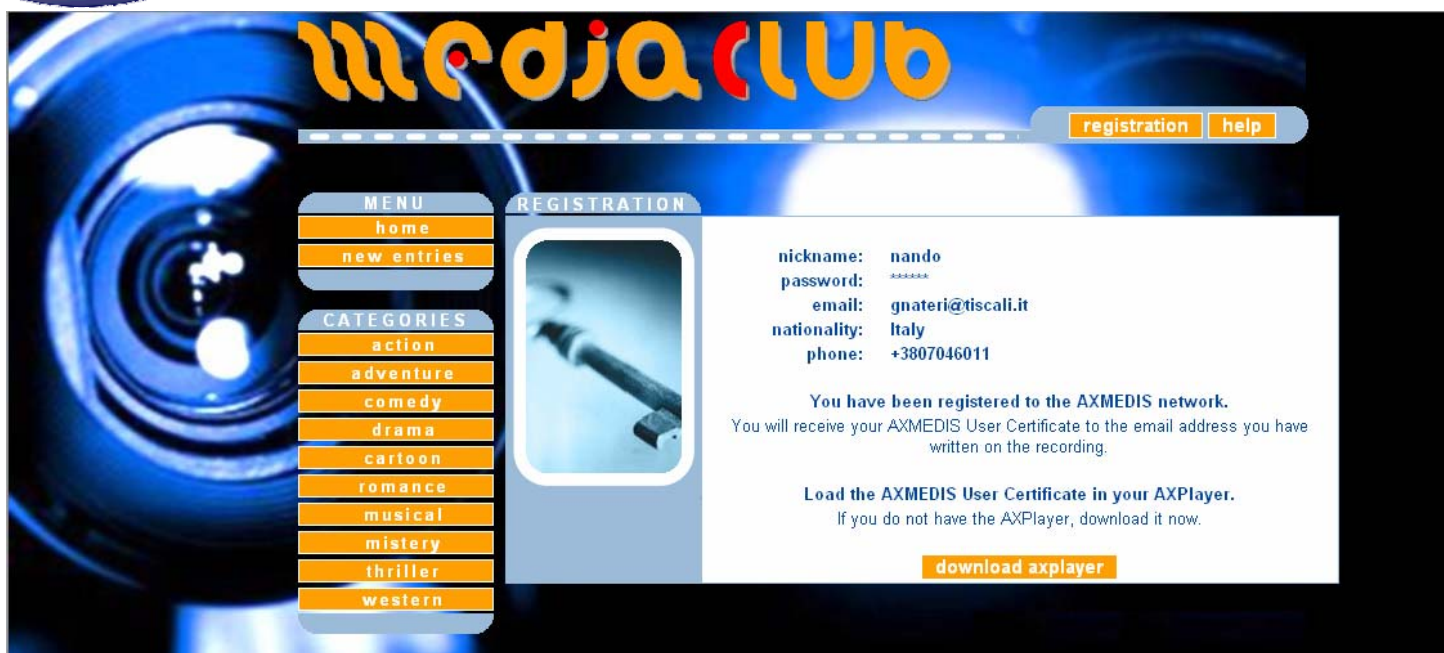 mediaclub
registration help
MENU
home
new entries
CATEGORIES
action
adventure
comedy
drama
cartoon
romance
musical
mistery
thriller
western
REGISTRATION
nickname: nando
password: ******
email: gnateri@tiscali.it
nationality: Italy
phone: +3807046011
You have been registered to the AXMEDIS network.
You will receive your AXMEDIS User Certificate to the email address you have
written on the recording.
Load the AXMEDIS User Certificate in your AXPlayer.
If you do not have the AXPlayer, download it now.
download axplayer